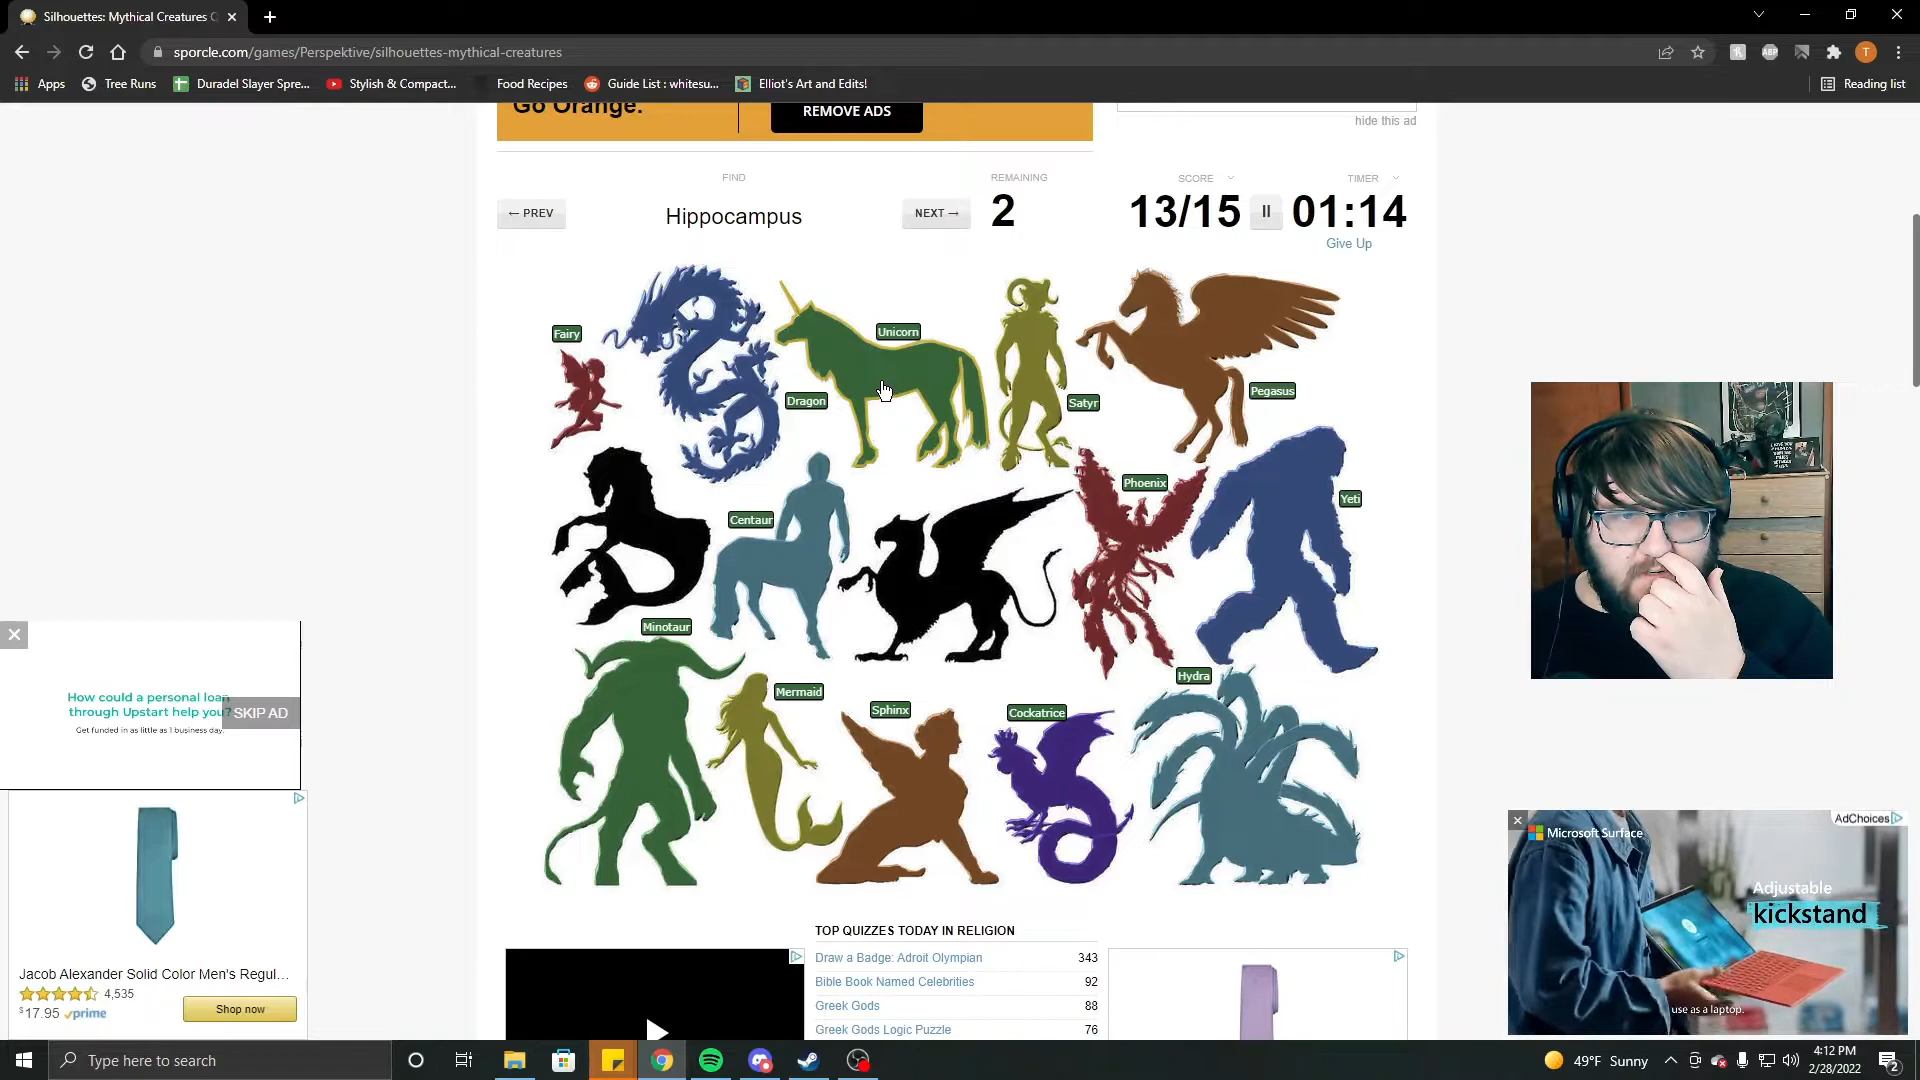 Silhouettes: Mythical Creatures
sporcle.com/games/Perspektive/silhouettes-mythical-creatures
ABP
T
Apps
Tree Runs
Duradel Slayer Spre...
Stylish & Compact...
Food Recipes
Guide List : whitesu...
Elliot's Art and Edits!
Reading list
Go Orange.
REMOVE ADS
hide this ad
FIND
REMAINING
SCORE
TIMER
← PREV
Hippocampus
NEXT →
2
13/15
01:14
Give Up
Fairy
Unicorn
Dragon
Satyr
Pegasus
Phoenix
Yeti
Centaur
Minotaur
Mermaid
Sphinx
Cockatrice
Hydra
How could a personal loan
through Upstart help you?
SKIP AD
Get funded in as little as 1 business day.
Jacob Alexander Solid Color Men's Regul...
4,535
$17.95 prime
Shop now
TOP QUIZZES TODAY IN RELIGION
Draw a Badge: Adroit Olympian 343
Bible Book Named Celebrities 92
Greek Gods 88
Greek Gods Logic Puzzle 76
AdChoices
Microsoft Surface
Adjustable
kickstand
use as a laptop.
Type here to search
49°F Sunny
4:12 PM
2/28/2022
2